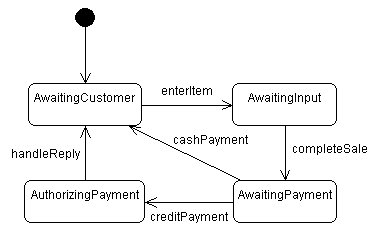 enterItem
AwaitingCustomer
AwaitingInput
cashPayment
completeSale
handleReply
AuthorizingPayment
AwaitingPayment
creditPayment